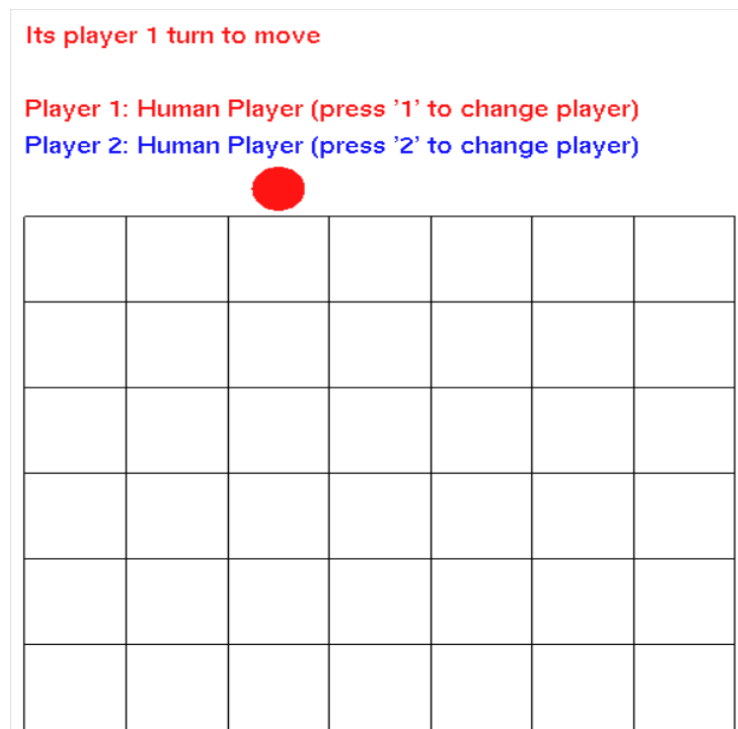 Its player 1 turn to move
Player 1: Human Player (press ’1’ to change player)
Player 2: Human Player (press ’2’ to change player)